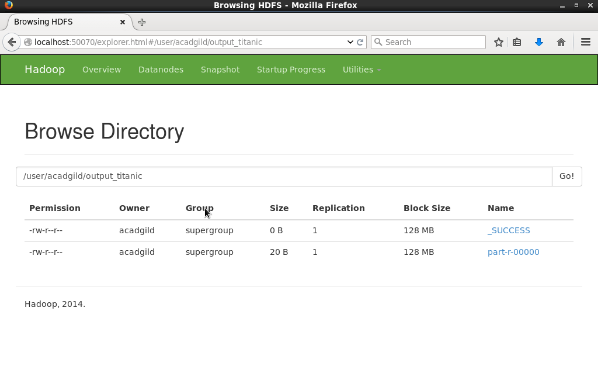 Browsing HDFS - Mozilla Firefox
Browsing HDFS
localhost:50070/explorer.html#/user/acadgild/output_titanic
Search
Hadoop Overview Datanodes Snapshot Startup Progress Utilities
Browse Directory
/user/acadgild/output_titanic Go!
Permission Owner Group Size Replication Block Size Name
-rw-r--r-- acadgild supergroup 0 B 1 128 MB _SUCCESS
-rw-r--r-- acadgild supergroup 20 B 1 128 MB part-r-00000
Hadoop, 2014.